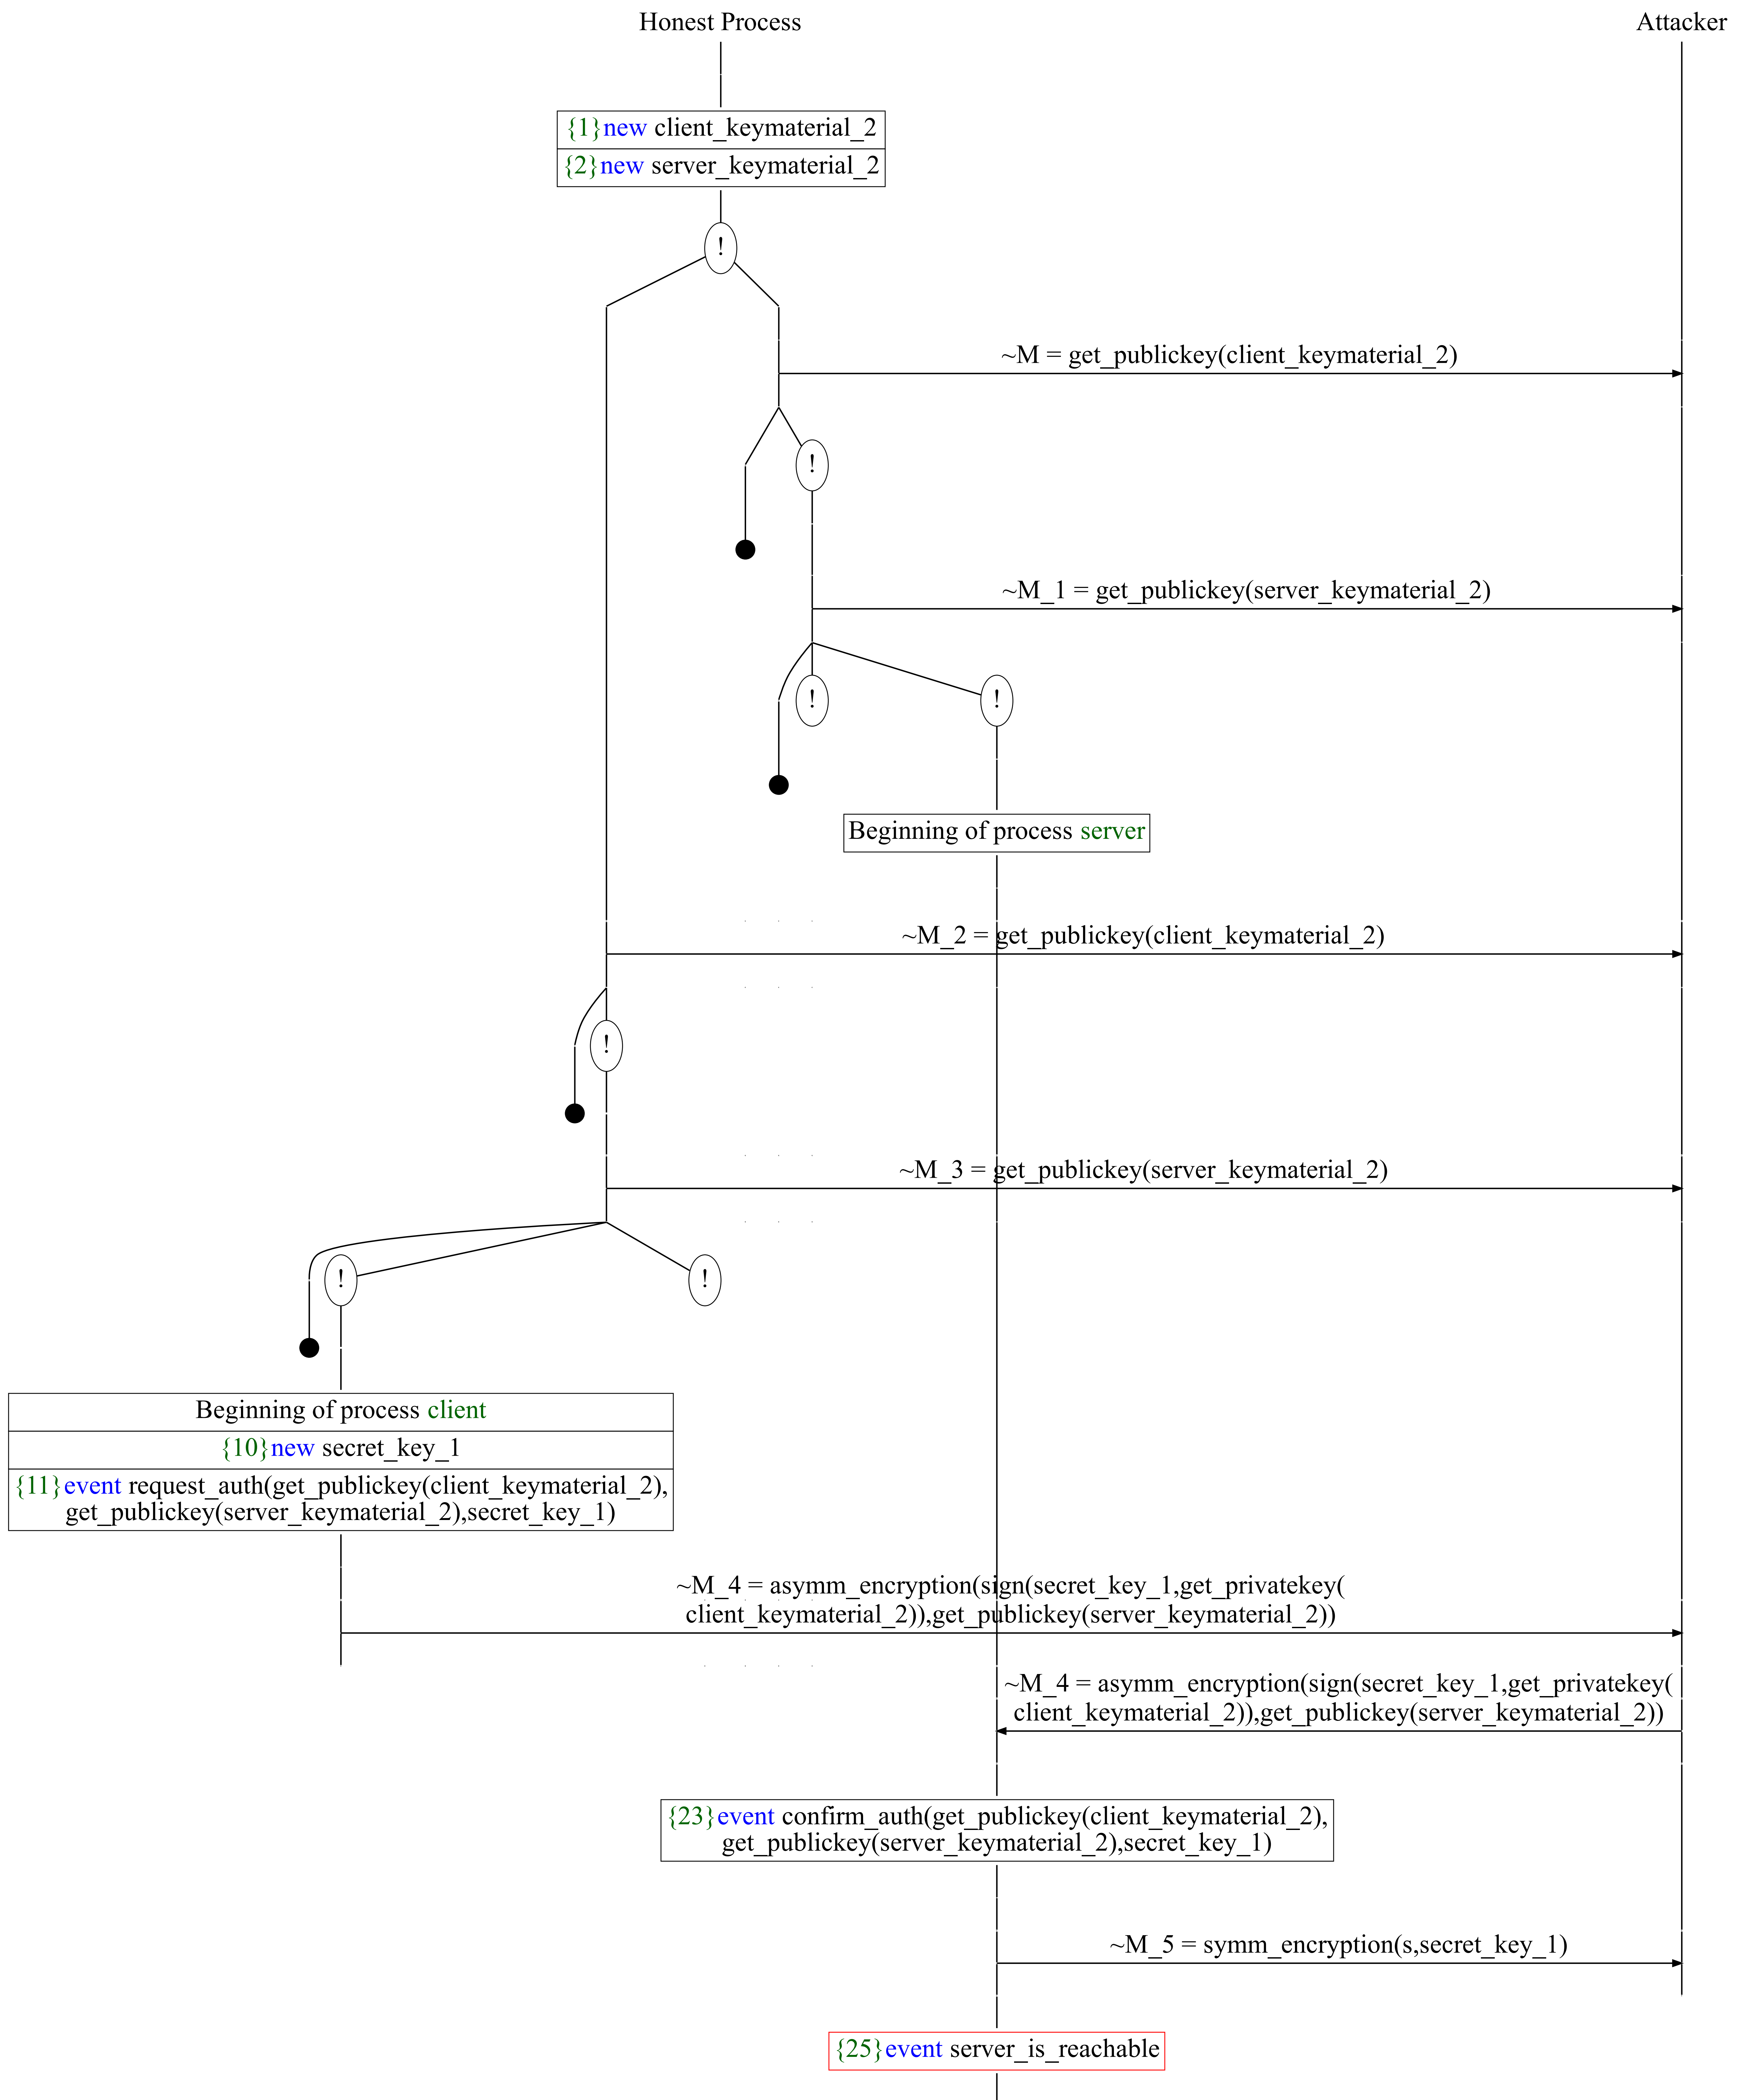 Honest Process
Attacker
{1}new client_keymaterial_2
{2}new server_keymaterial_2
!
~M = get_publickey(client_keymaterial_2)
!
~M_1 = get_publickey(server_keymaterial_2)
!
!
Beginning of process server
~M_2 = get_publickey(client_keymaterial_2)
!
~M_3 = get_publickey(server_keymaterial_2)
!
!
Beginning of process client
{10}new secret_key_1
{11}event request_auth(get_publickey(client_keymaterial_2),
get_publickey(server_keymaterial_2),secret_key_1)
~M_4 = asymm_encryption(sign(secret_key_1,get_privatekey(
client_keymaterial_2)),get_publickey(server_keymaterial_2))
~M_4 = asymm_encryption(sign(secret_key_1,get_privatekey(
client_keymaterial_2)),get_publickey(server_keymaterial_2))
{23}event confirm_auth(get_publickey(client_keymaterial_2),
get_publickey(server_keymaterial_2),secret_key_1)
~M_5 = symm_encryption(s,secret_key_1)
{25}event server_is_reachable